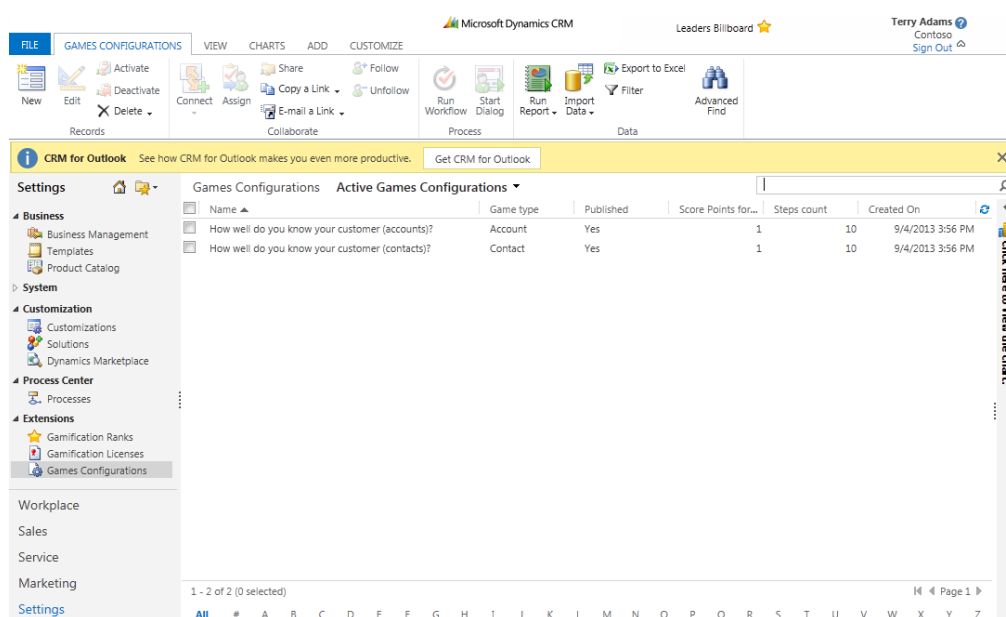 Microsoft Dynamics CRM
Leaders Billboard
Terry Adams
Contoso
Sign Out
FILE GAMES CONFIGURATIONS VIEW CHARTS ADD CUSTOMIZE
New
Edit
Activate
Deactivate
Delete
Records
Connect
Assign
Share
Copy a Link
E-mail a Link
Follow
Unfollow
Collaborate
Run Workflow
Start Dialog
Process
Run Report
Import Data
Export to Excel
Filter
Advanced Find
Data
CRM for Outlook See how CRM for Outlook makes you even more productive. Get CRM for Outlook
Settings
Business
Business Management
Templates
Product Catalog
System
Customization
Customizations
Solutions
Dynamics Marketplace
Process Center
Processes
Extensions
Gamification Ranks
Gamification Licenses
Games Configurations
Workplace
Sales
Service
Marketing
Settings
Games Configurations Active Games Configurations
Name Game type Published Score Points for... Steps count Created On
How well do you know your customer (accounts)? Account Yes 1 10 9/4/2013 3:56 PM
How well do you know your customer (contacts)? Contact Yes 1 10 9/4/2013 3:56 PM
Click here to view the chart.
1 - 2 of 2 (0 selected) Page 1
All # A B C D E F G H I J K L M N O P Q R S T U V W X Y Z